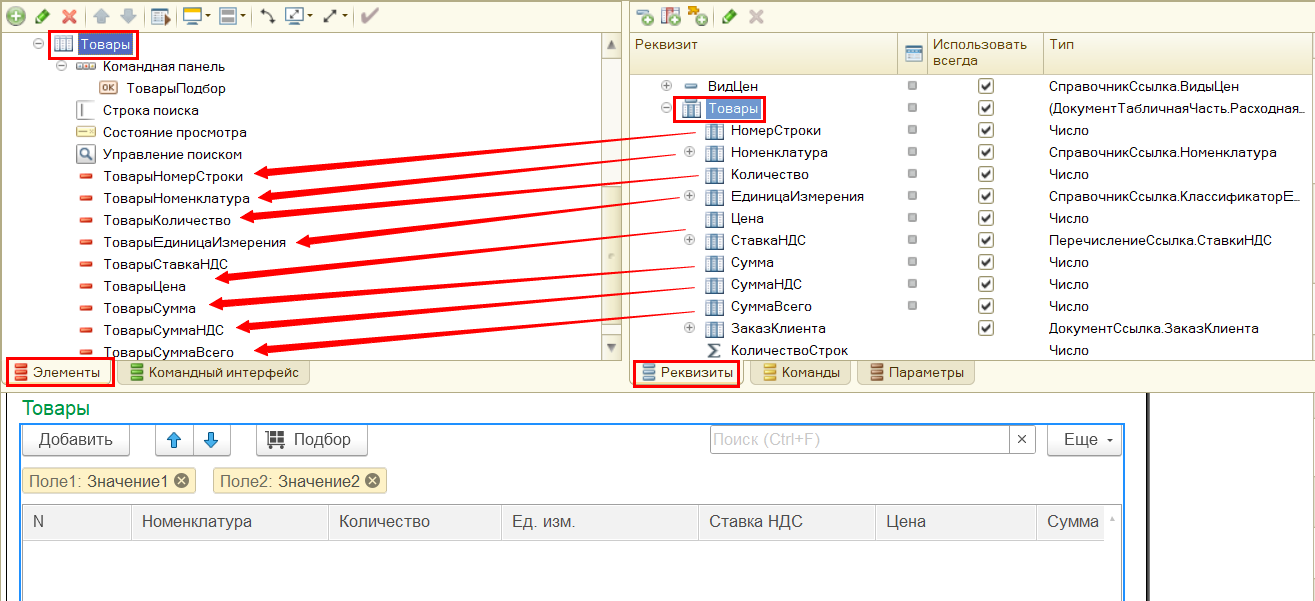 Товары
Командная панель
OK ТоварыПодбор
Строка поиска
Состояние просмотра
Управление поиском
ТоварыНомерСтроки
ТоварыНоменклатура
ТоварыКоличество
ТоварыЕдиницаИзмерения
ТоварыСтавкаНДС
ТоварыЦена
ТоварыСумма
ТоварыСуммаНДС
ТоварыСуммаВсего
Элементы Командный интерфейс
Реквизит Использовать всегда Тип
ВидЦен СправочникСсылка.ВидыЦен
Товары (ДокументТабличнаяЧасть.Расходная...
НомерСтроки Число
Номенклатура СправочникСсылка.Номенклатура
Количество Число
ЕдиницаИзмерения СправочникСсылка.КлассификаторЕ...
Цена Число
СтавкаНДС ПеречислениеСсылка.СтавкиНДС
Сумма Число
СуммаНДС Число
СуммаВсего Число
ЗаказКлиента ДокументСсылка.ЗаказКлиента
КоличествоСтрок Число
Реквизиты Команды Параметры
Товары
Добавить Подбор Поиск (Ctrl+F) × Еще
Поле1: Значение1 Поле2: Значение2
N Номенклатура Количество Ед. изм. Ставка НДС Цена Сумма